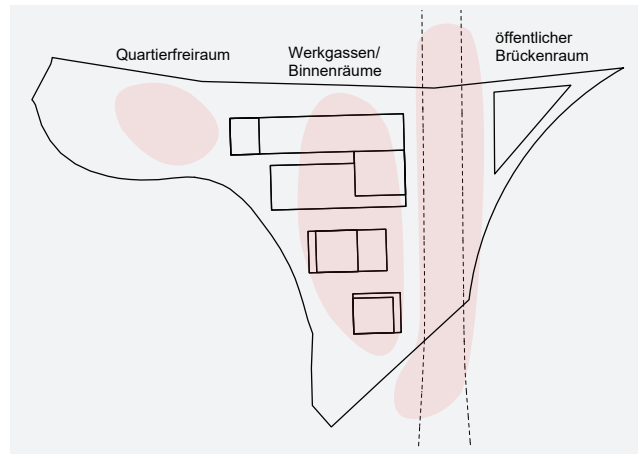 Quartierfreiraum
Werkgassen/
Binnenräume
öffentlicher
Brückenraum